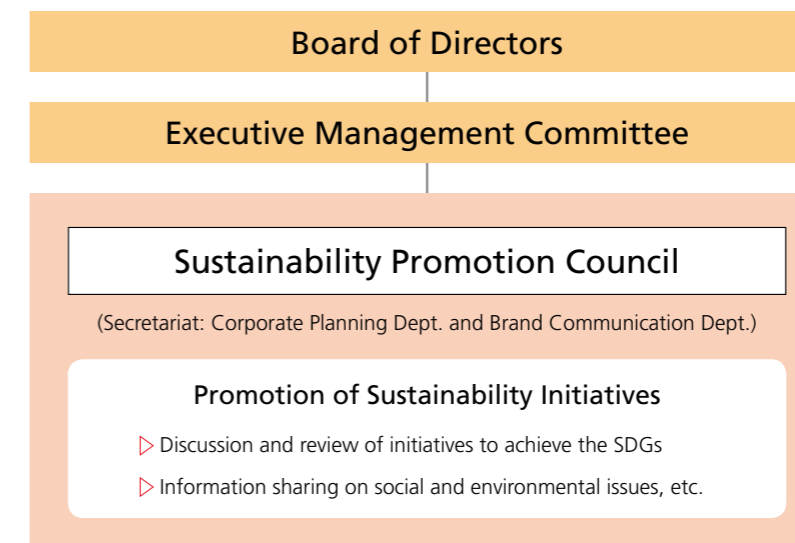 Board of Directors
Executive Management Committee
Sustainability Promotion Council
(Secretariat: Corporate Planning Dept. and Brand Communication Dept.)
Promotion of Sustainability Initiatives
▷ Discussion and review of initiatives to achieve the SDGs
▷ Information sharing on social and environmental issues, etc.